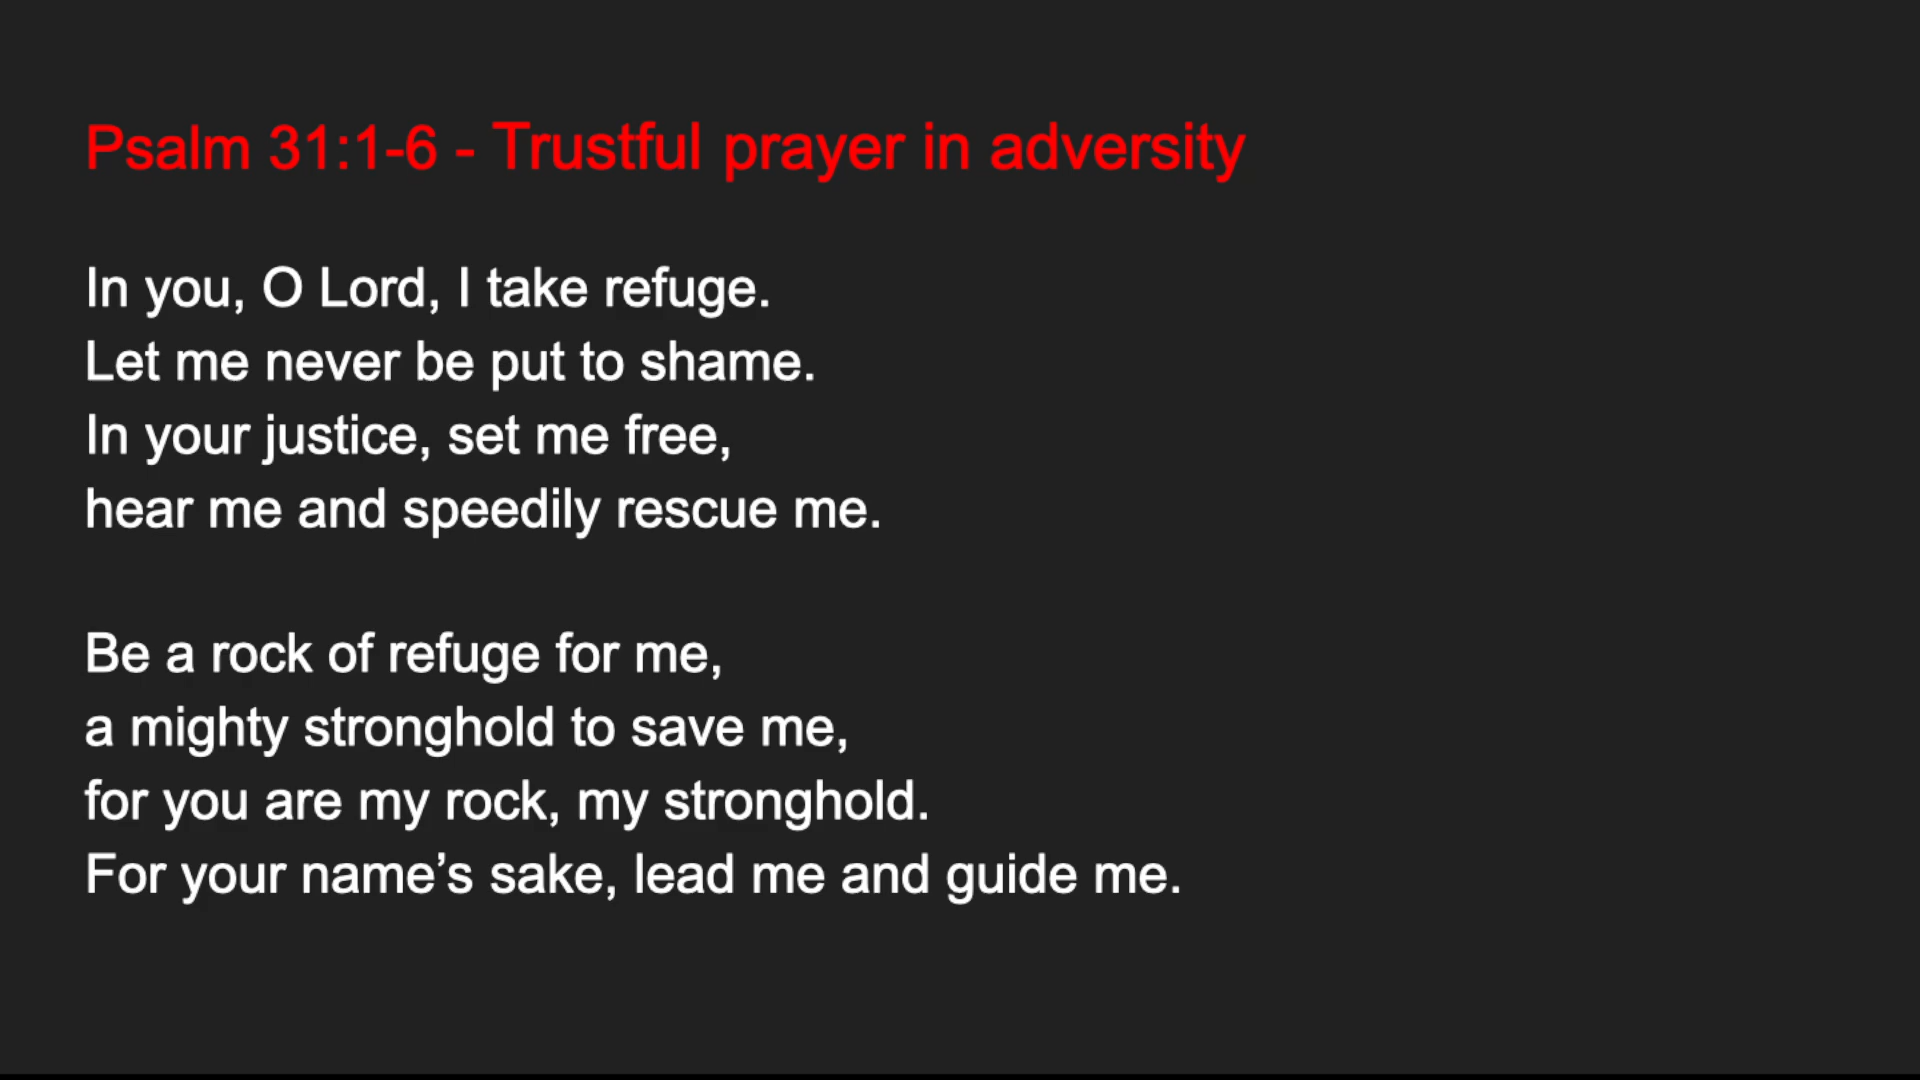 Psalm 31:1-6 - Trustful prayer in adversity
In you, O Lord, I take refuge.
Let me never be put to shame.
In your justice, set me free,
hear me and speedily rescue me.
Be a rock of refuge for me,
a mighty stronghold to save me,
for you are my rock, my stronghold.
For your name’s sake, lead me and guide me.